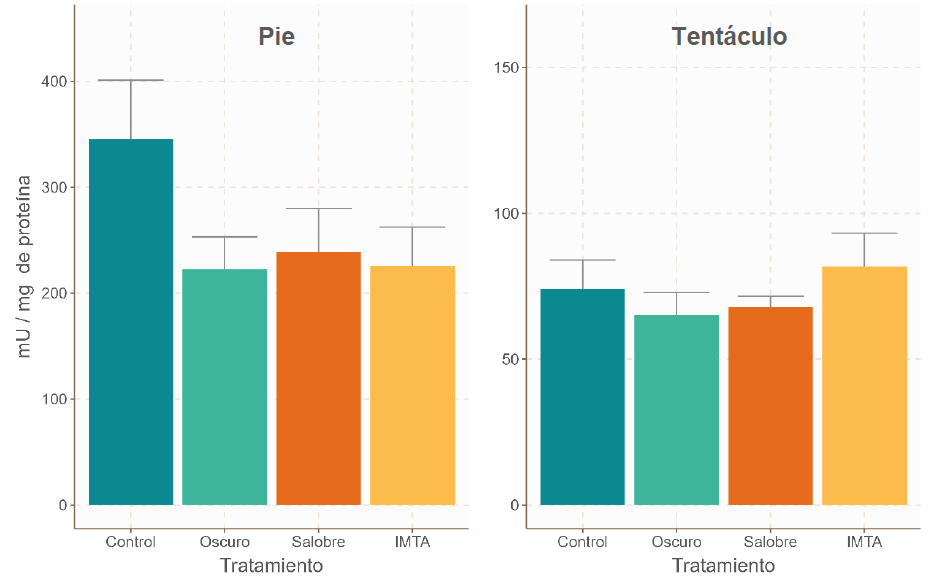 Pie
Tentáculo
mU / mg de proteína
400
300
200
100
0
150
100
50
0
Control
Oscuro
Salobre
IMTA
Control
Oscuro
Salobre
IMTA
Tratamiento
Tratamiento